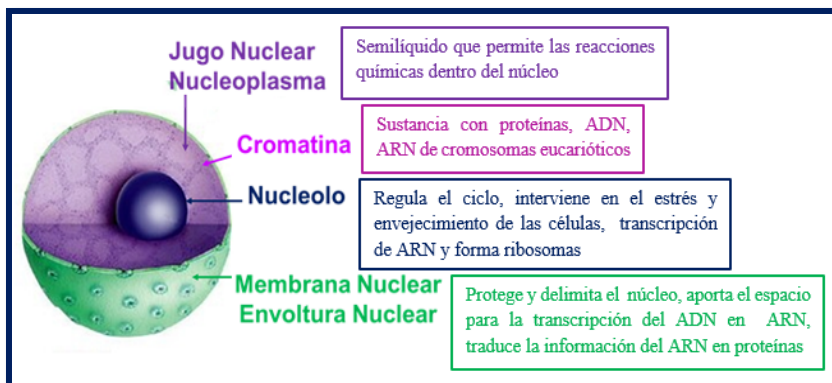 Jugo Nuclear
Nucleoplasma
Semilíquido que permite las reacciones
químicas dentro del núcleo
Cromatina
Sustancia con proteínas, ADN,
ARN de cromosomas eucarióticos
Nucleolo
Regula el ciclo, interviene en el estrés y
envejecimiento de las células, transcripción
de ARN y forma ribosomas
Membrana Nuclear
Envoltura Nuclear
Protege y delimita el núcleo, aporta el espacio
para la transcripción del ADN en ARN,
traduce la información del ARN en proteínas